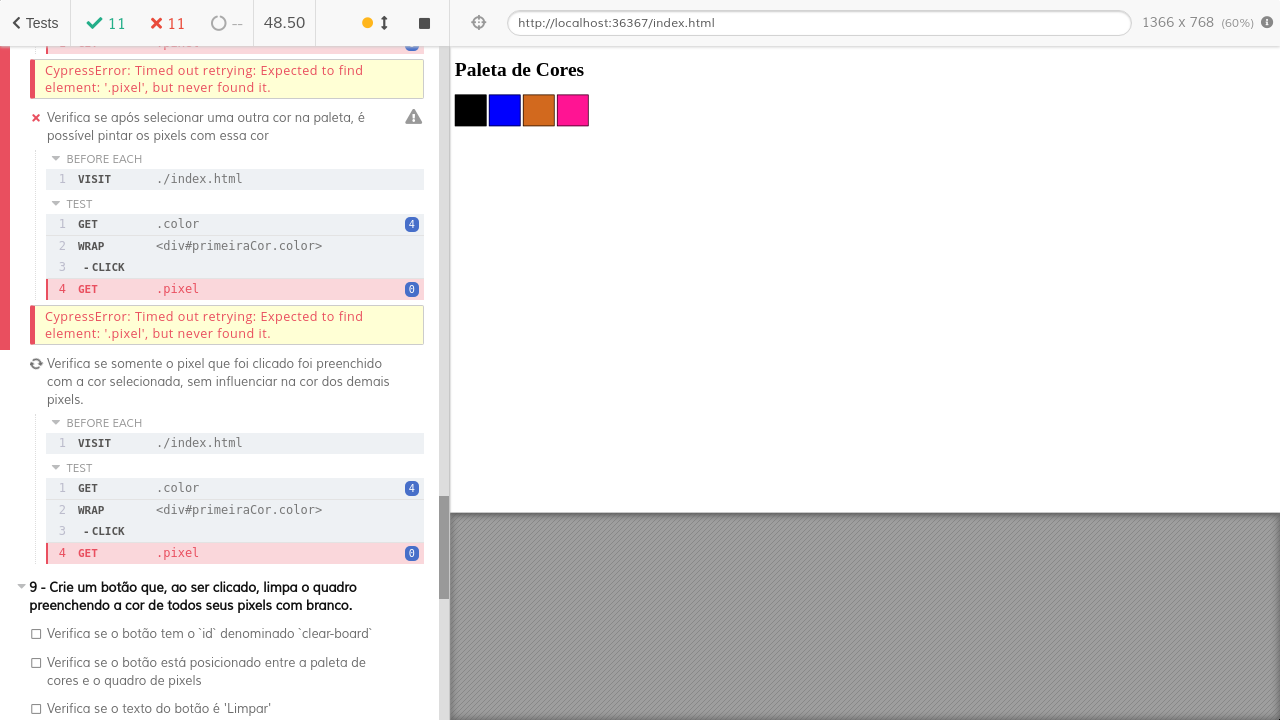 Tests
11
11
--
48.50
http://localhost:36367/index.html
1366 x 768 (60%)
CypressError: Timed out retrying: Expected to find
element: '.pixel', but never found it.
Verifica se após selecionar uma outra cor na paleta, é
possível pintar os pixels com essa cor
BEFORE EACH
1 VISIT ./index.html
TEST
1 GET .color 4
2 WRAP <div#primeiraCor.color>
3 - CLICK
4 GET .pixel 0
CypressError: Timed out retrying: Expected to find
element: '.pixel', but never found it.
Verifica se somente o pixel que foi clicado foi preenchido
com a cor selecionada, sem influenciar na cor dos demais
pixels.
BEFORE EACH
1 VISIT ./index.html
TEST
1 GET .color 4
2 WRAP <div#primeiraCor.color>
3 - CLICK
4 GET .pixel 0
9 - Crie um botão que, ao ser clicado, limpa o quadro
preenchendo a cor de todos seus pixels com branco.
Verifica se o botão tem o `id` denominado `clear-board`
Verifica se o botão está posicionado entre a paleta de
cores e o quadro de pixels
Verifica se o texto do botão é 'Limpar'
Paleta de Cores